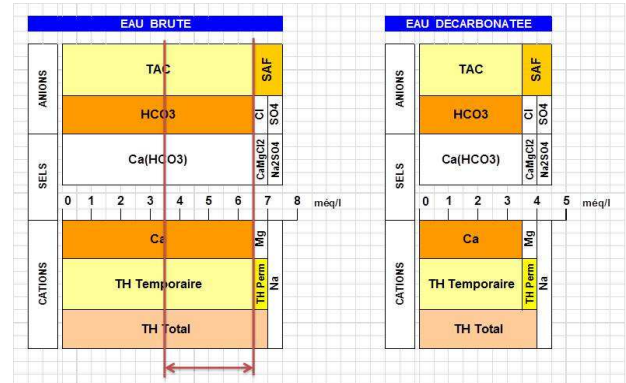 EAU BRUTE
ANIONS
TAC
SAF
HCO3
Cl
SO4
SELS
Ca(HCO3)
CaMgCl2
Na2SO4
0 1 2 3 4 5 6 7 8 méq/l
CATIONS
Ca
Mg
TH Temporaire
TH Perm
Na
TH Total
EAU DECARBONATEE
ANIONS
TAC
SAF
HCO3
Cl
SO4
SELS
Ca(HCO3)
CaMgCl2
Na2SO4
0 1 2 3 4 5 méq/l
CATIONS
Ca
Mg
TH Temporaire
TH Perm
Na
TH Total